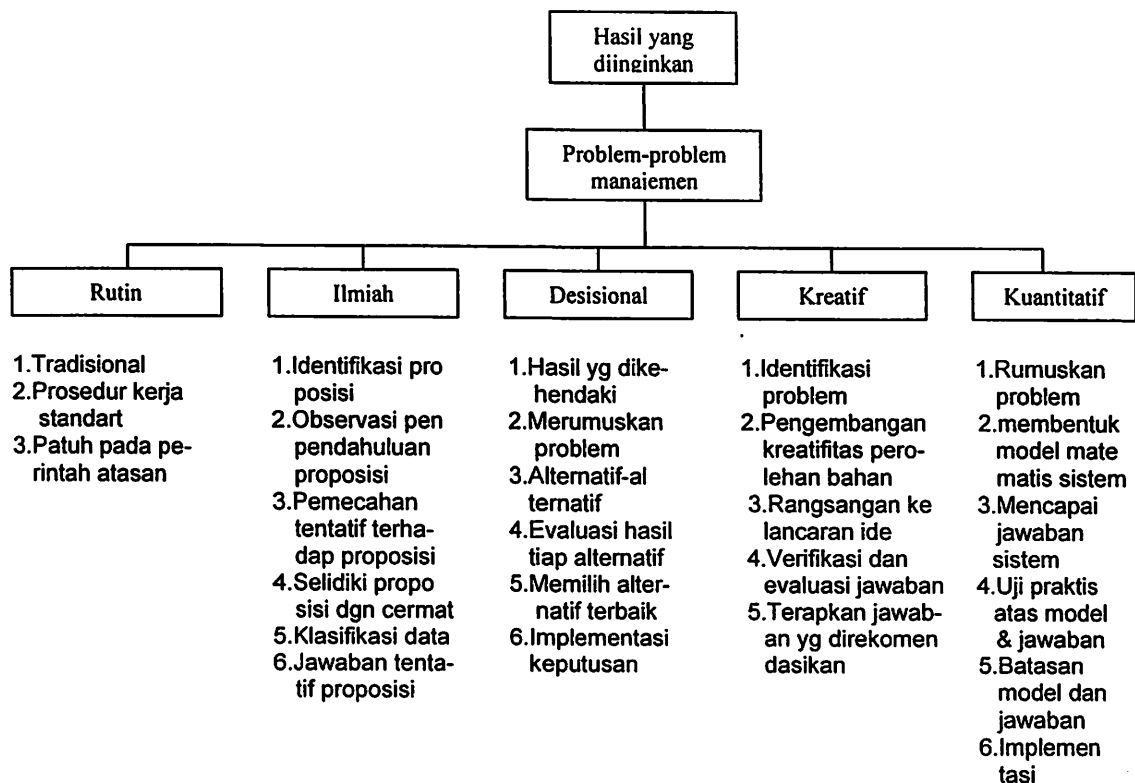 Hasil yang
diinginkan
Problem-problem
manajemen
Rutin
Ilmiah
Desisional
Kreatif
Kuantitatif
1.Tradisional
2.Prosedur kerja
standart
3.Patuh pada pe-
rintah atasan
1.Identifikasi pro
posisi
2.Observasi pen
pendahuluan
proposisi
3.Pemecahan
tentatif terha-
dap proposisi
4.Selidiki propo
sisi dgn cermat
5.Klasifikasi data
6.Jawaban tenta-
tif proposisi
1.Hasil yg dike-
hendaki
2.Merumuskan
problem
3.Alternatif-al
ternatif
4.Evaluasi hasil
tiap alternatif
5.Memilih alter-
natif terbaik
6.Implementasi
keputusan
1.Identifikasi
problem
2.Pengembangan
kreatifitas pero-
lehan bahan
3.Rangsangan ke
lancaran ide
4.Verifikasi dan
evaluasi jawaban
5.Terapkan jawab-
an yg direkomen
dasikan
1.Rumuskan
problem
2.membentuk
model mate
matis sistem
3.Mencapai
jawaban
sistem
4.Uji praktis
atas model
& jawaban
5.Batasan
model dan
jawaban
6.Implemen
tasi